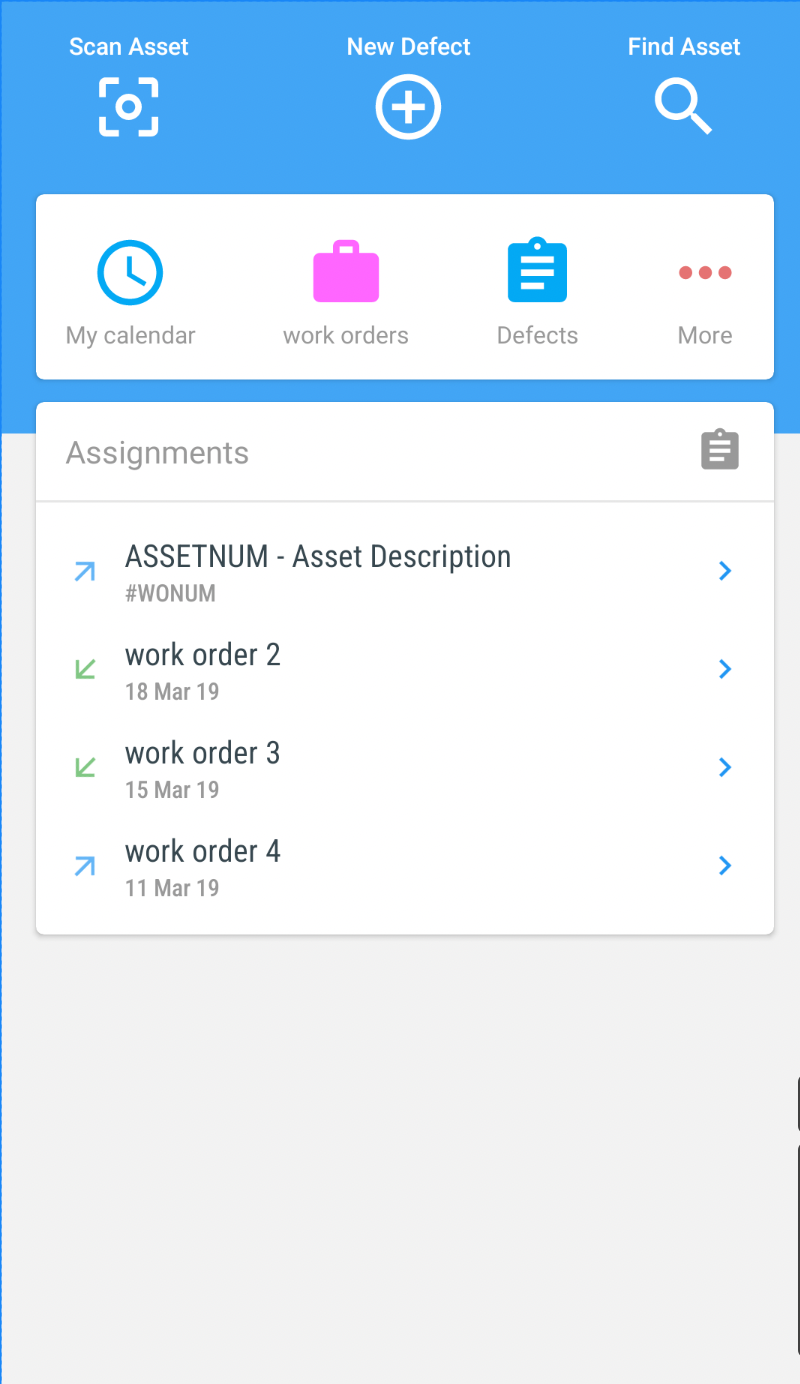 Scan Asset New Defect Find Asset
My calendar work orders Defects More
Assignments
ASSETNUM - Asset Description
#WONUM
work order 2
18 Mar 19
work order 3
15 Mar 19
work order 4
11 Mar 19